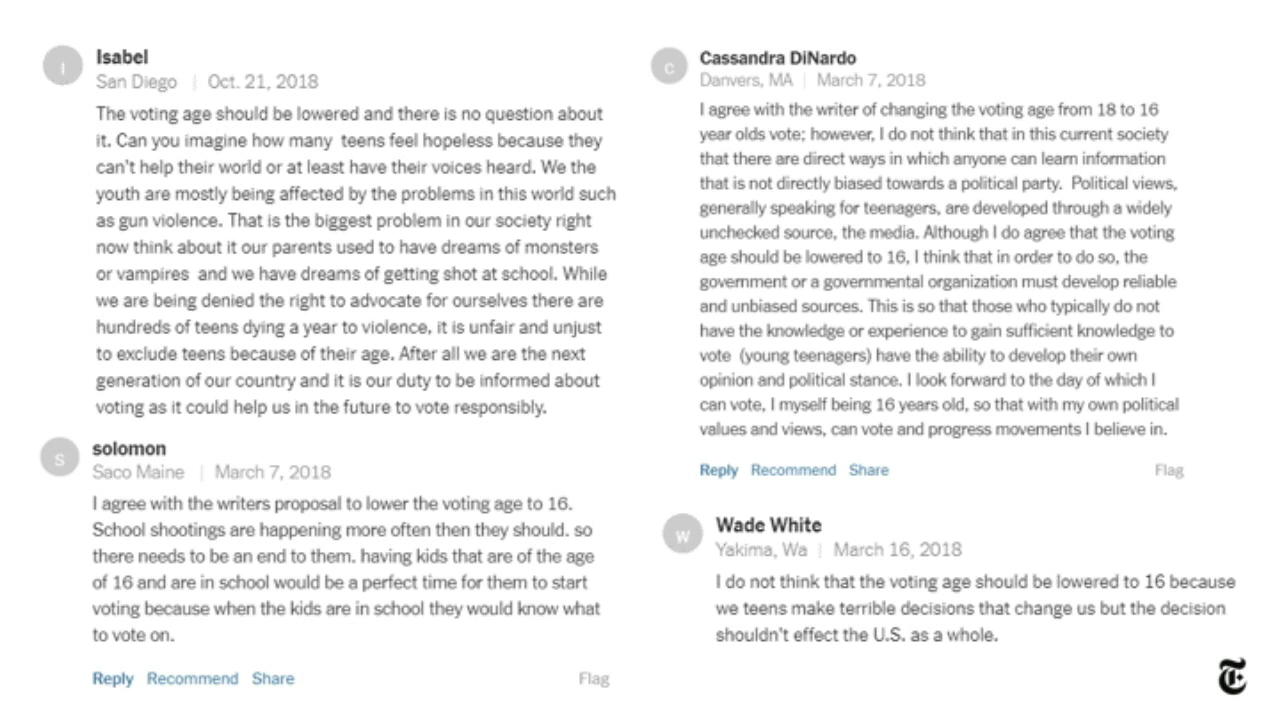 I
Isabel
San Diego | Oct. 21, 2018
The voting age should be lowered and there is no question about
it. Can you imagine how many  teens feel hopeless because they
can't help their world or at least have their voices heard. We the
youth are mostly being affected by the problems in this world such
as gun violence. That is the biggest problem in our society right
now think about it our parents used to have dreams of monsters
or vampires  and we have dreams of getting shot at school. While
we are being denied the right to advocate for ourselves there are
hundreds of teens dying a year to violence, it is unfair and unjust
to exclude teens because of their age. After all we are the next
generation of our country and it is our duty to be informed about
voting as it could help us in the future to vote responsibly.
S
solomon
Saco Maine | March 7, 2018
I agree with the writers proposal to lower the voting age to 16.
School shootings are happening more often then they should. so
there needs to be an end to them. having kids that are of the age
of 16 and are in school would be a perfect time for them to start
voting because when the kids are in school they would know what
to vote on.
Reply Recommend Share Flag
C
Cassandra DiNardo
Danvers, MA | March 7, 2018
I agree with the writer of changing the voting age from 18 to 16
year olds vote; however, I do not think that in this current society
that there are direct ways in which anyone can learn information
that is not directly biased towards a political party.  Political views,
generally speaking for teenagers, are developed through a widely
unchecked source, the media. Although I do agree that the voting
age should be lowered to 16, I think that in order to do so, the
government or a governmental organization must develop reliable
and unbiased sources. This is so that those who typically do not
have the knowledge or experience to gain sufficient knowledge to
vote  (young teenagers) have the ability to develop their own
opinion and political stance. I look forward to the day of which I
can vote, I myself being 16 years old, so that with my own political
values and views, can vote and progress movements I believe in.
Reply Recommend Share Flag
W
Wade White
Yakima, Wa | March 16, 2018
I do not think that the voting age should be lowered to 16 because
we teens make terrible decisions that change us but the decision
shouldn't effect the U.S. as a whole.
T